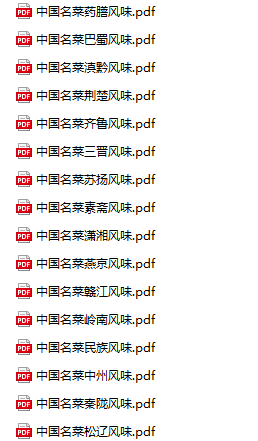 中国名菜药膳风味.pdf
中国名菜巴蜀风味.pdf
中国名菜滇黔风味.pdf
中国名菜荆楚风味.pdf
中国名菜齐鲁风味.pdf
中国名菜三晋风味.pdf
中国名菜苏扬风味.pdf
中国名菜素斋风味.pdf
中国名菜潇湘风味.pdf
中国名菜燕京风味.pdf
中国名菜赣江风味.pdf
中国名菜岭南风味.pdf
中国名菜民族风味.pdf
中国名菜中州风味.pdf
中国名菜秦陇风味.pdf
中国名菜松辽风味.pdf